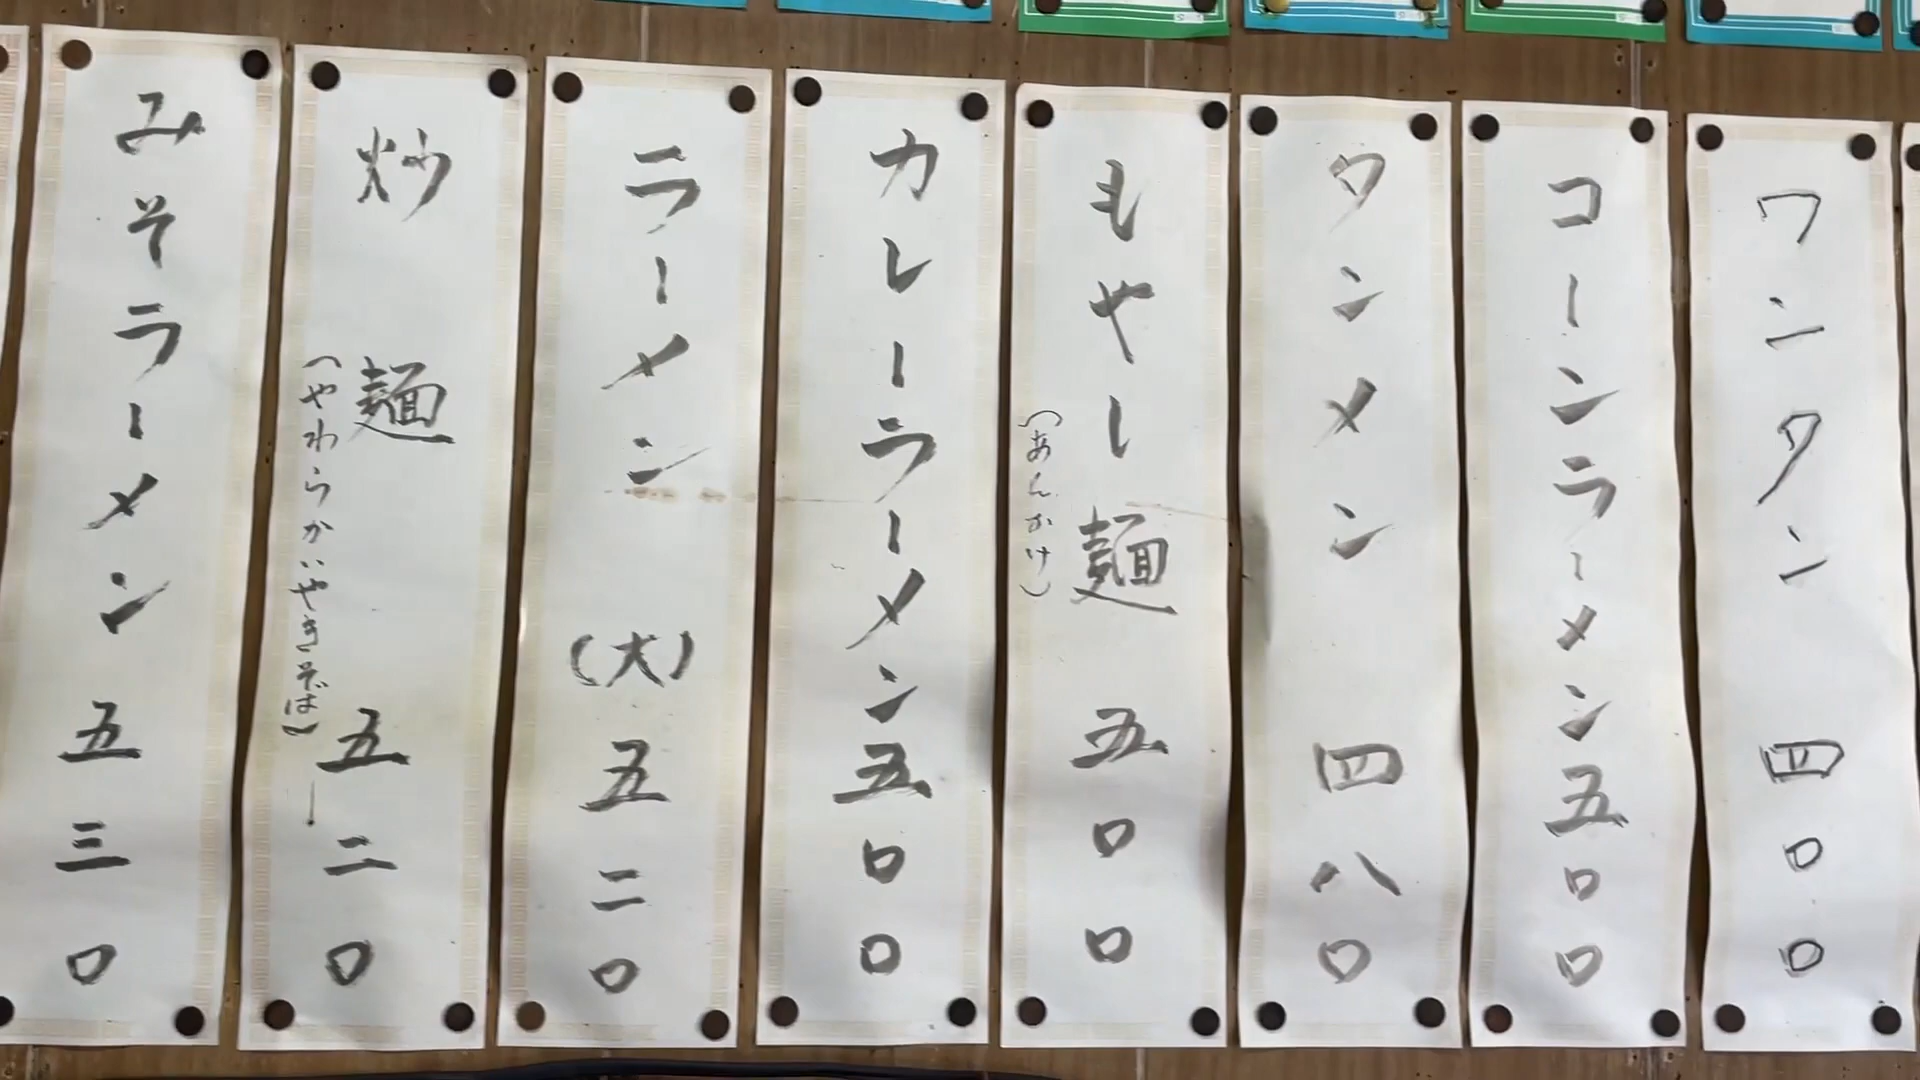 ワンタン 四〇〇
コーンラーメン 五〇〇
タンメン 四八〇
もやし麺 五〇〇
（あんかけ）
カレーラーメン 五〇〇
ラーメン （大） 五二〇
炒麺 五二〇
（やわらかいやきそば）
みそラーメン 五三〇